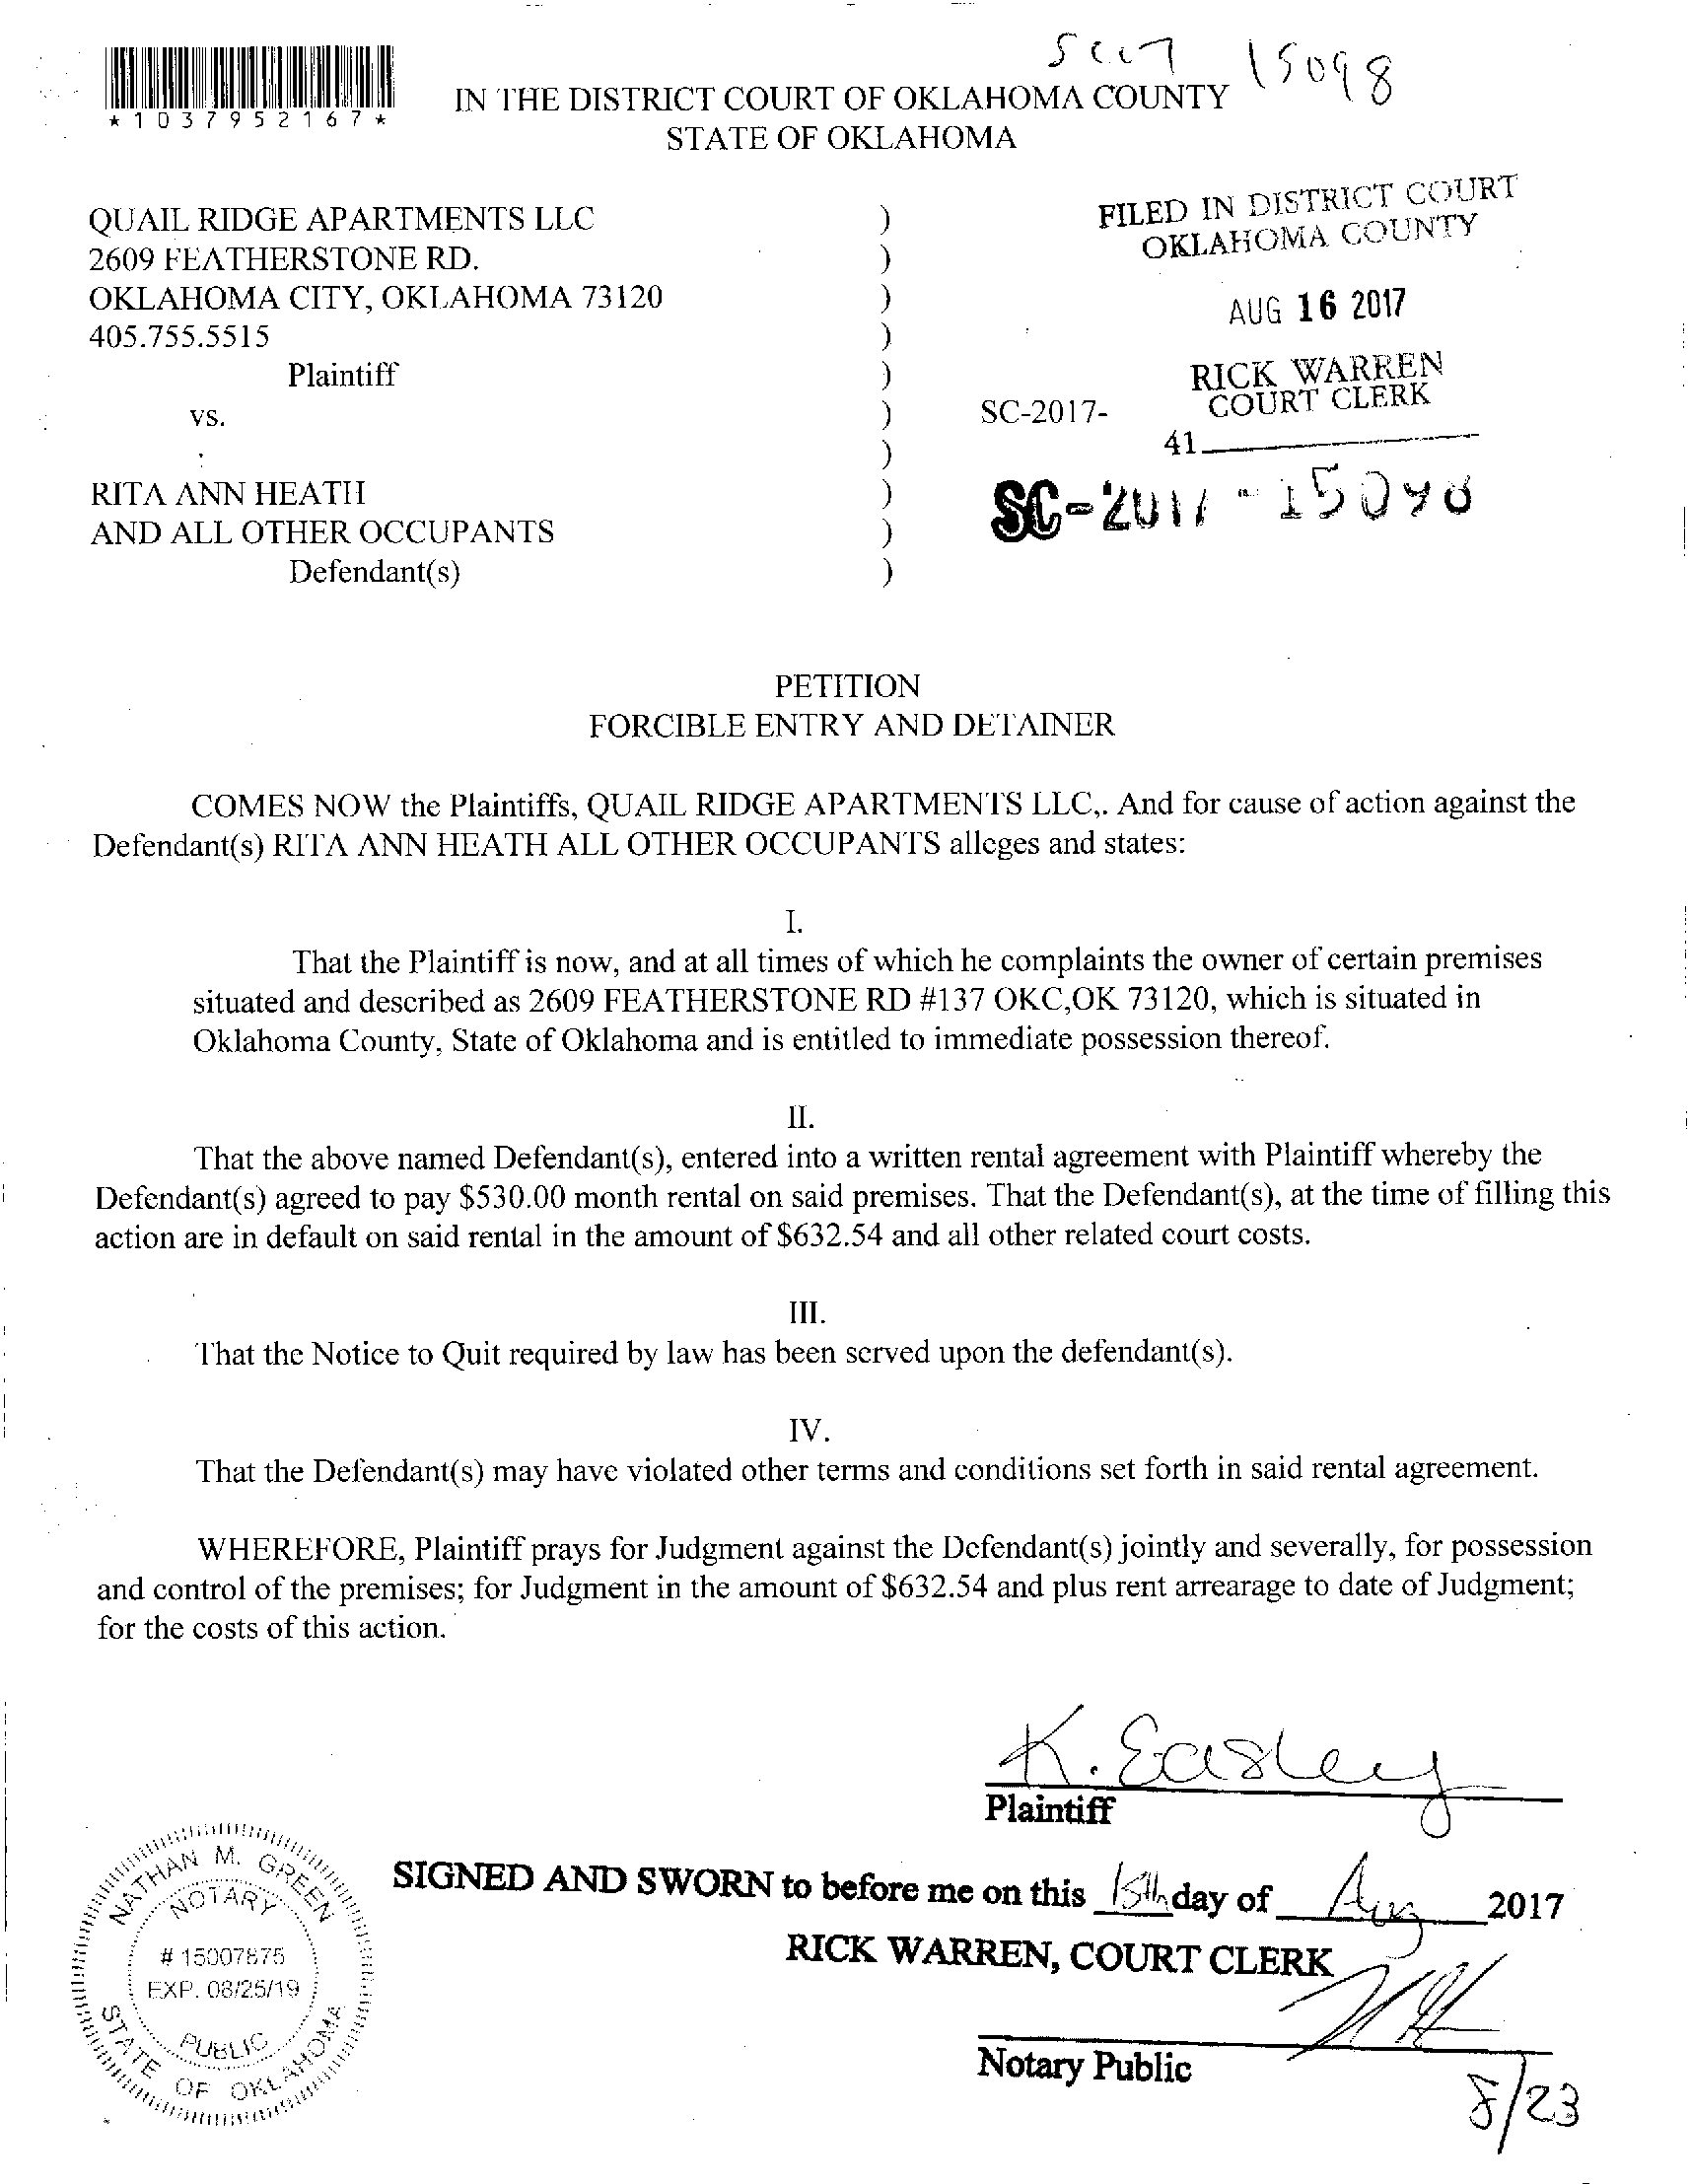 SC17 15098
*1037952167*
IN THE DISTRICT COURT OF OKLAHOMA COUNTY
STATE OF OKLAHOMA
QUAIL RIDGE APARTMENTS LLC )
2609 FEATHERSTONE RD. )
OKLAHOMA CITY, OKLAHOMA 73120 )
405.755.5515 )
Plaintiff )
vs. ) SC-2017-
)
RITA ANN HEATH )
AND ALL OTHER OCCUPANTS )
Defendant(s) )
FILED IN DISTRICT COURT
OKLAHOMA COUNTY
AUG 16 2017
RICK WARREN
COURT CLERK
41
SC-2017-15098
PETITION
FORCIBLE ENTRY AND DETAINER
COMES NOW the Plaintiffs, QUAIL RIDGE APARTMENTS LLC,. And for cause of action against the
Defendant(s) RITA ANN HEATH ALL OTHER OCCUPANTS alleges and states:
I.
That the Plaintiff is now, and at all times of which he complaints the owner of certain premises
situated and described as 2609 FEATHERSTONE RD #137 OKC,OK 73120, which is situated in
Oklahoma County, State of Oklahoma and is entitled to immediate possession thereof.
II.
That the above named Defendant(s), entered into a written rental agreement with Plaintiff whereby the
Defendant(s) agreed to pay $530.00 month rental on said premises. That the Defendant(s), at the time of filling this
action are in default on said rental in the amount of $632.54 and all other related court costs.
III.
That the Notice to Quit required by law has been served upon the defendant(s).
IV.
That the Defendant(s) may have violated other terms and conditions set forth in said rental agreement.
WHEREFORE, Plaintiff prays for Judgment against the Defendant(s) jointly and severally, for possession
and control of the premises; for Judgment in the amount of $632.54 and plus rent arrearage to date of Judgment;
for the costs of this action.
K. Easley
Plaintiff
SIGNED AND SWORN to before me on this 15th day of Aug 2017
RICK WARREN, COURT CLERK
Notary Public
8/23
NATHAN M. GREEN
NOTARY
# 15007875
EXP. 08/25/19
PUBLIC
STATE OF OKLAHOMA